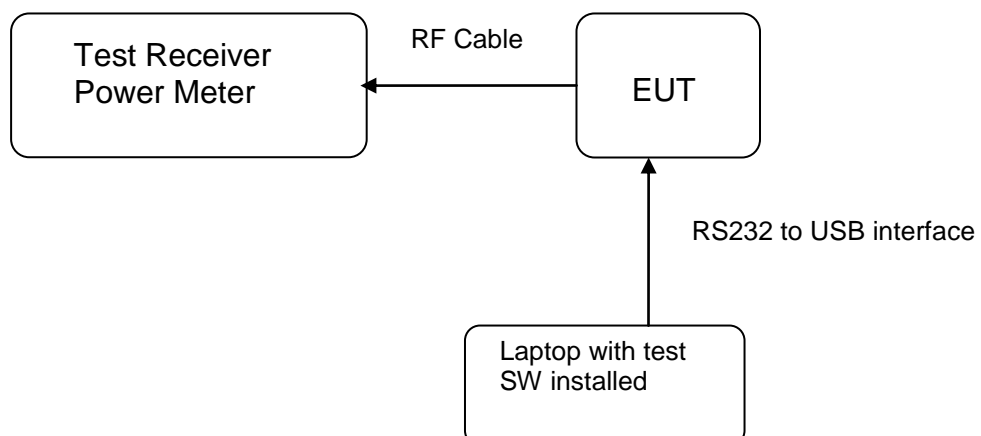 Test Receiver
Power Meter
RF Cable
EUT
RS232 to USB interface
Laptop with test
SW installed